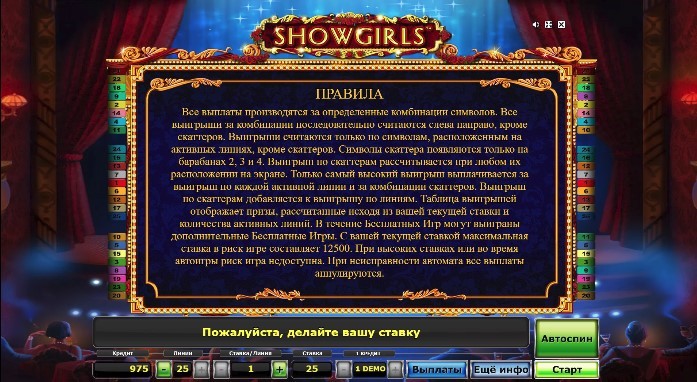 SHOWGIRLS
ПРАВИЛА
Все выплаты производятся за определенные комбинации символов. Все
выигрыши за комбинации последовательно считаются слева направо, кроме
скаттеров. Выигрыши считаются только по символам, расположенным на
активных линиях, кроме скаттеров. Символы скаттера появляются только на
барабанах 2, 3 и 4. Выигрыш по скаттерам рассчитывается при любом их
расположении на экране. Только самый высокий выигрыш выплачивается за
выигрыш по каждой активной линии и за комбинации скаттеров. Выигрыш
по скаттерам добавляется к выигрышу по линиям. Таблица выигрышей
отображает призы, рассчитанные исходя из вашей текущей ставки и
количества активных линий. В течение Бесплатных Игр могут выиграны
дополнительные Бесплатные Игры. С вашей текущей ставкой максимальная
ставка в риск игре составляет 12500. При высоких ставках или во время
автоигры риск игра недоступна. При неисправности автомата все выплаты
аннулируются.
Пожалуйста, делайте вашу ставку
Автоспин
Кредит Линии Ставка/Линия Ставка 1 кредит
975 - 25 1 + 25 1 DEMO Выплаты Ещё инфо Старт